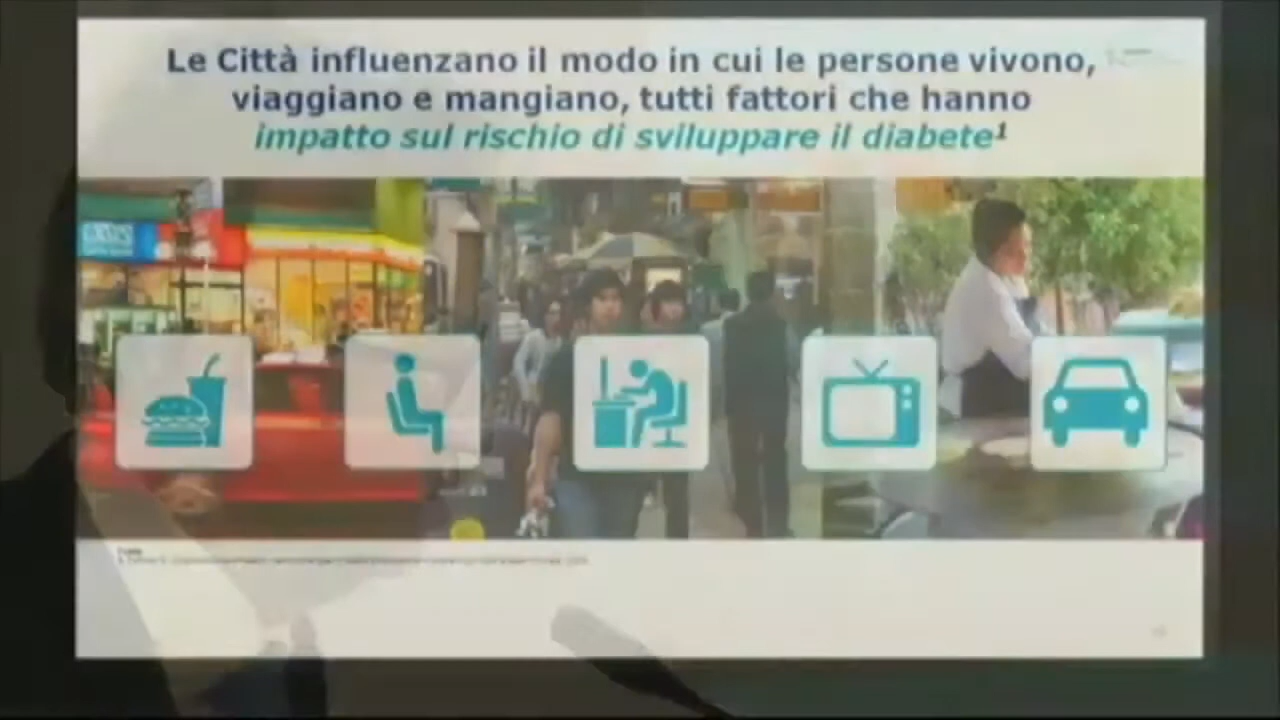 Le Città influenzano il modo in cui le persone vivono,
viaggiano e mangiano, tutti fattori che hanno
impatto sul rischio di sviluppare il diabete¹